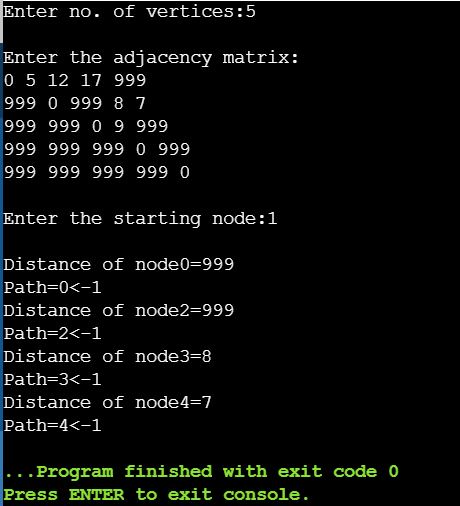 Enter no. of vertices:5
Enter the adjacency matrix:
0 5 12 17 999
999 0 999 8 7
999 999 0 9 999
999 999 999 0 999
999 999 999 999 0
Enter the starting node:1
Distance of node0=999
Path=0<-1
Distance of node2=999
Path=2<-1
Distance of node3=8
Path=3<-1
Distance of node4=7
Path=4<-1
...Program finished with exit code 0
Press ENTER to exit console.